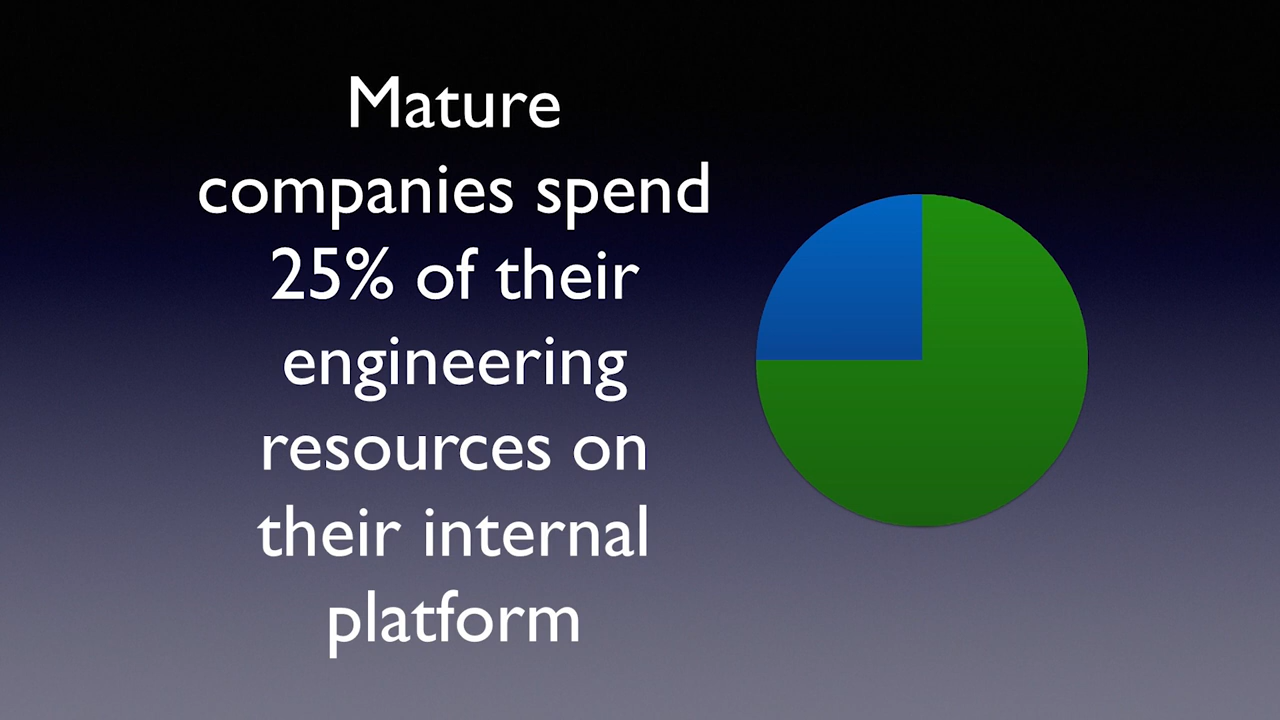 Mature
companies spend
25% of their
engineering
resources on
their internal
platform